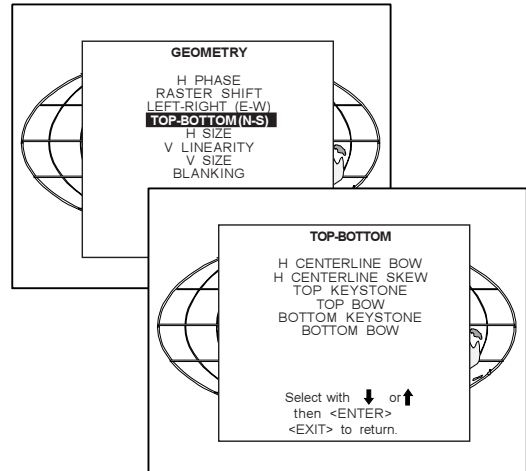 GEOMETRY
H PHASE
RASTER SHIFT
LEFT-RIGHT (E-W)
TOP-BOTTOM (N-S)
H SIZE
V LINEARITY
V SIZE
BLANKING
TOP-BOTTOM
H CENTERLINE BOW
H CENTERLINE SKEW
TOP KEYSTONE
TOP BOW
BOTTOM KEYSTONE
BOTTOM BOW
Select with ⬇ or ⬆
then <ENTER>
<EXIT> to return.